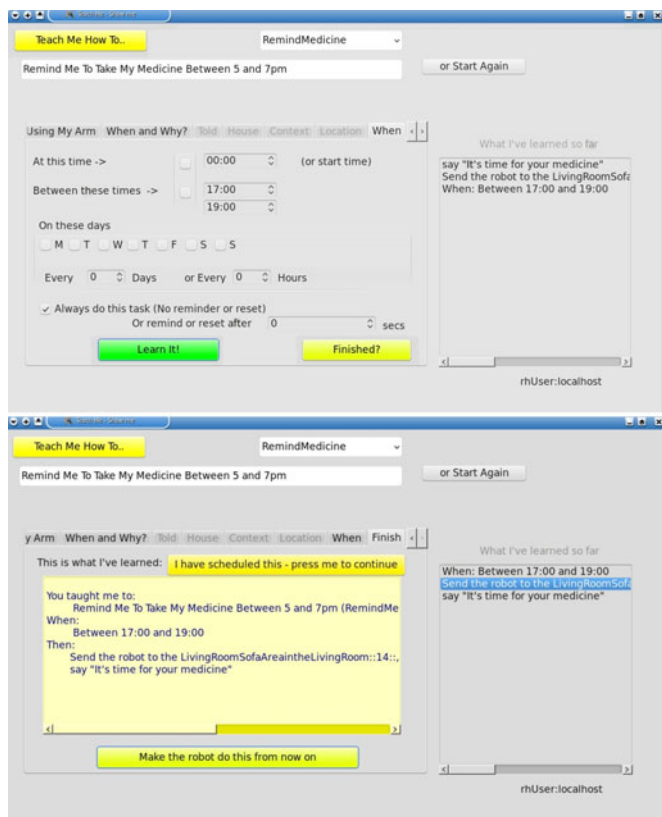 Teach Me How To..
RemindMedicine
Remind Me To Take My Medicine Between 5 and 7pm
or Start Again
Using My Arm When and Why? Told House Context Location When
What I've learned so far
At this time -> 00:00 (or start time)
say "It's time for your medicine"
Send the robot to the LivingRoomSofa
When: Between 17:00 and 19:00
Between these times -> 17:00
19:00
On these days
M T W T F S S
Every 0 Days or Every 0 Hours
Always do this task (No reminder or reset)
Or remind or reset after 0 secs
Learn It!
Finished?
rhUser:localhost
Teach Me How To..
RemindMedicine
Remind Me To Take My Medicine Between 5 and 7pm
or Start Again
y Arm When and Why? Told House Context Location When Finish
What I've learned so far
This is what I've learned: I have scheduled this - press me to continue
When: Between 17:00 and 19:00
Send the robot to the LivingRoomSofa
say "It's time for your medicine"
You taught me to:
Remind Me To Take My Medicine Between 5 and 7pm (RemindMe
When:
Between 17:00 and 19:00
Then:
Send the robot to the LivingRoomSofaAreaintheLivingRoom::14::,
say "It's time for your medicine"
Make the robot do this from now on
rhUser:localhost